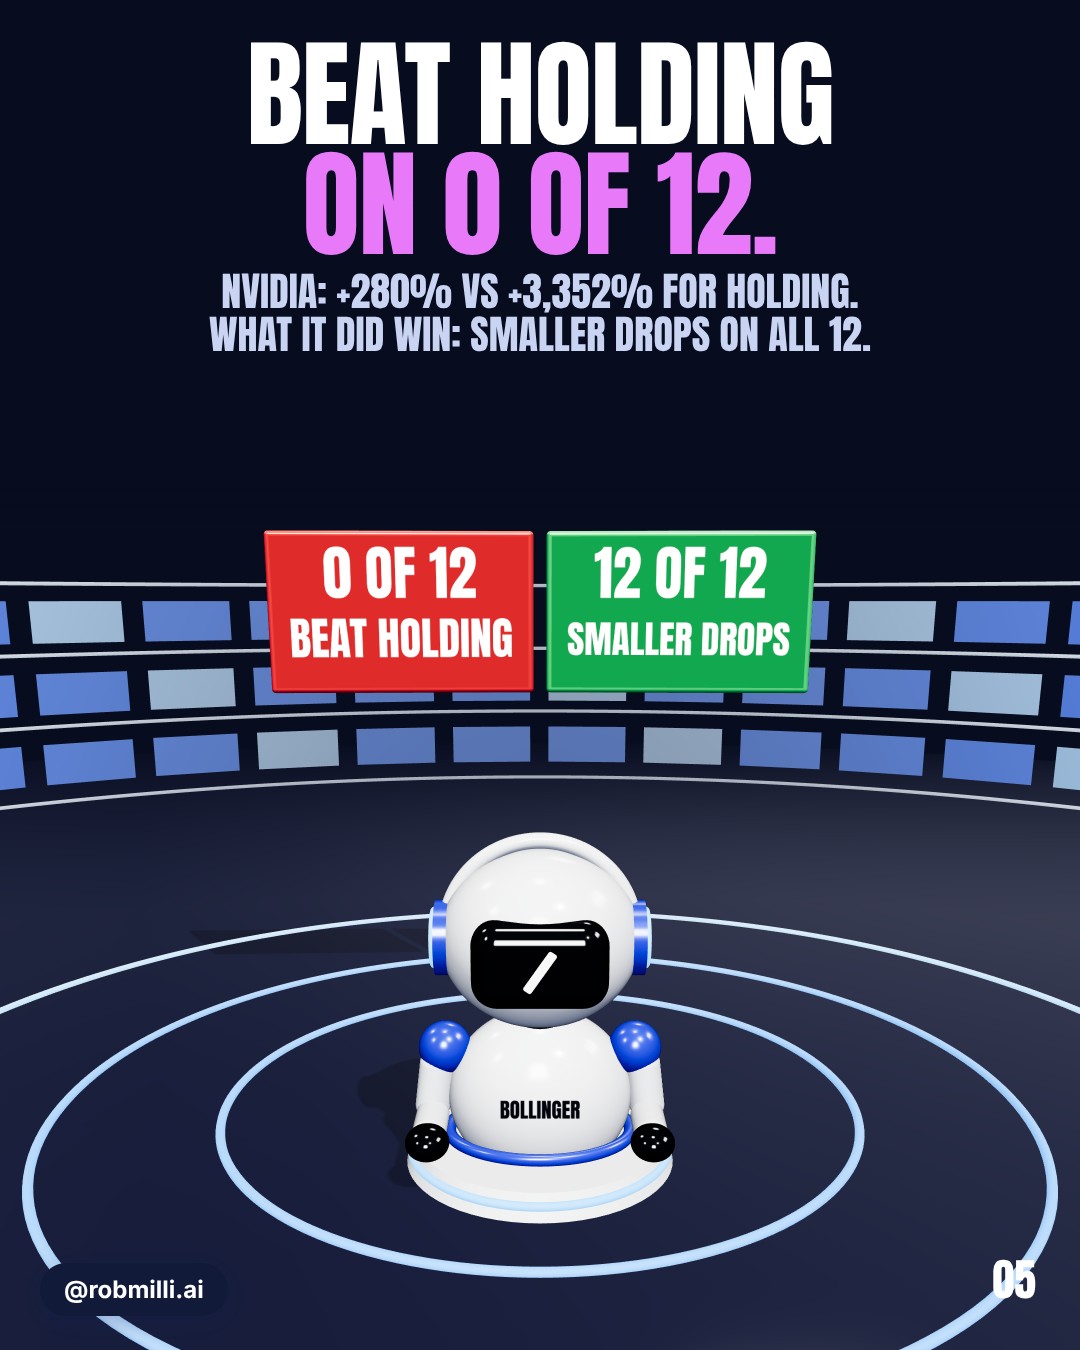 BEAT HOLDING
ON 0 OF 12.
NVIDIA: +280% VS +3,352% FOR HOLDING.
WHAT IT DID WIN: SMALLER DROPS ON ALL 12.
0 OF 12
BEAT HOLDING
12 OF 12
SMALLER DROPS
BOLLINGER
@robmilli.ai
05